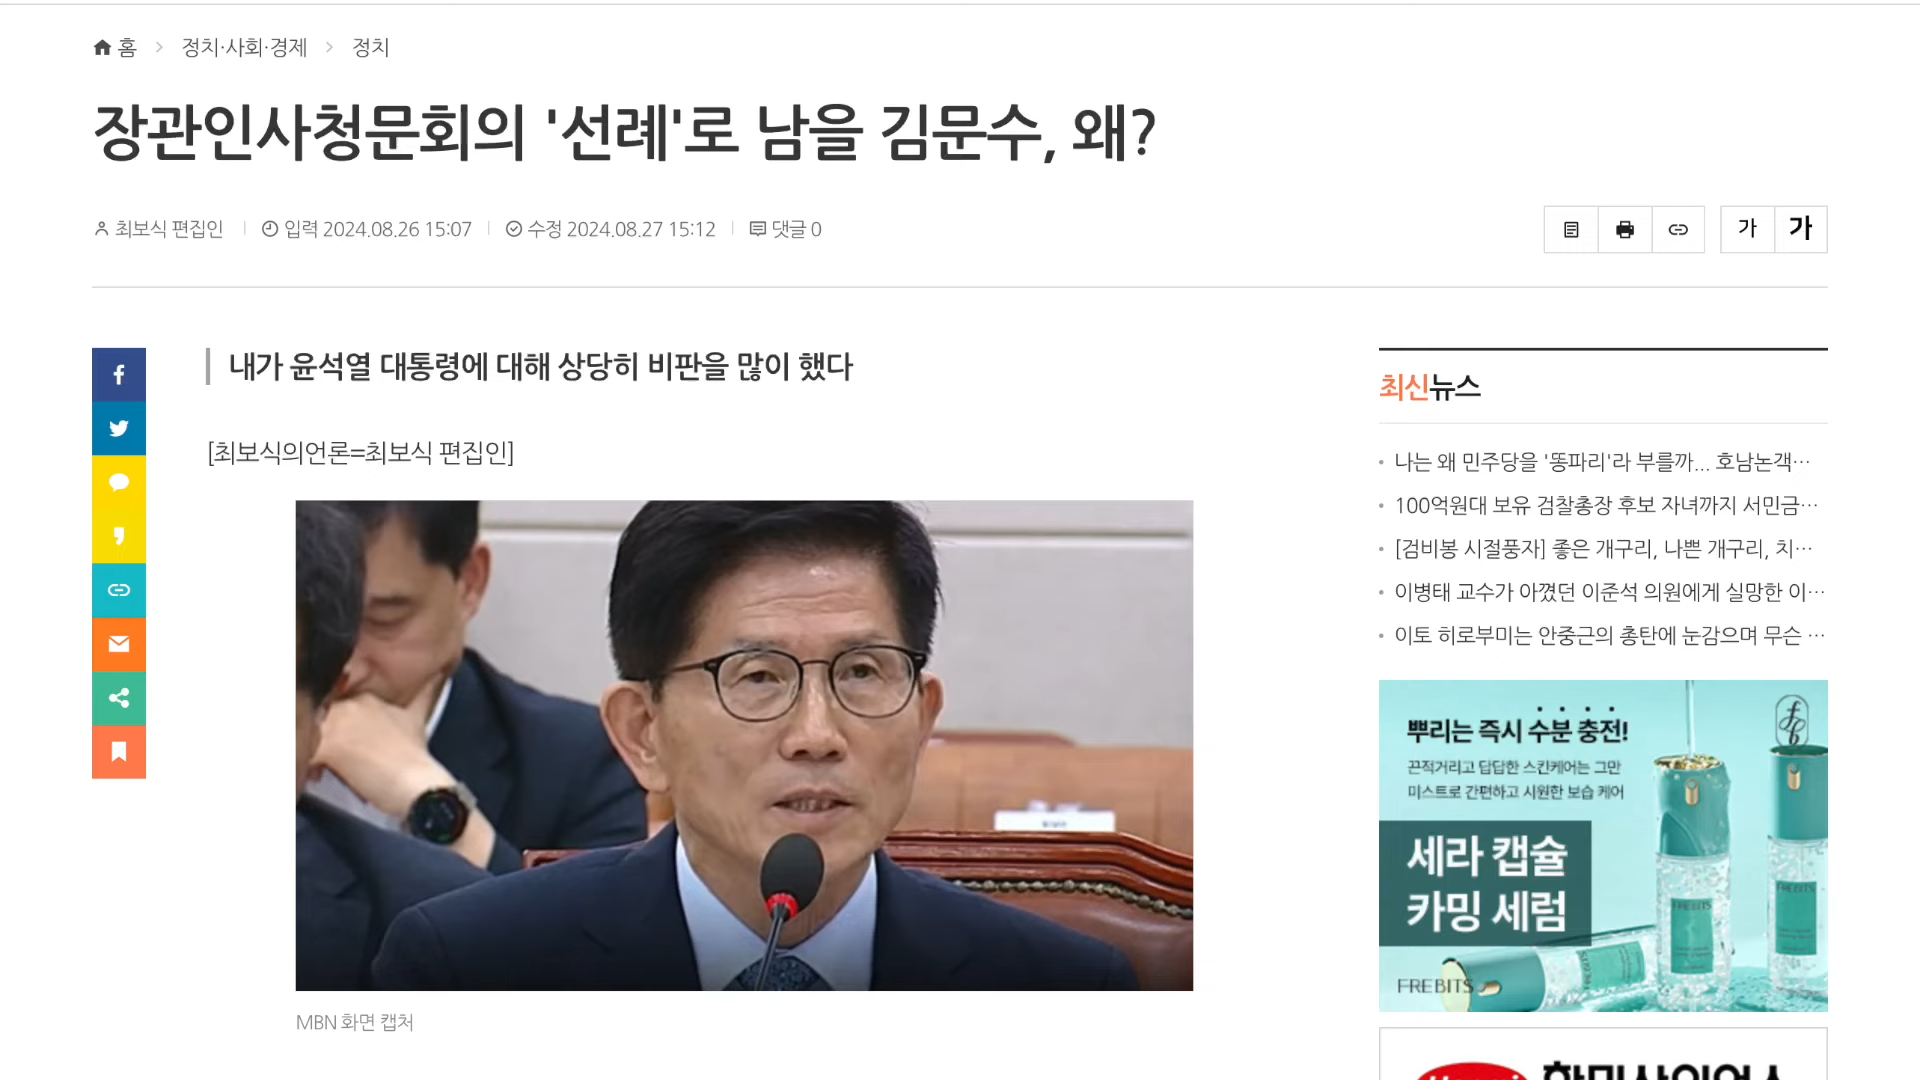 홈 > 정치·사회·경제 > 정치
장관인사청문회의 '선례'로 남을 김문수, 왜?
최보식 편집인 | 입력 2024.08.26 15:07 | 수정 2024.08.27 15:12 | 댓글 0
가 가
내가 윤석열 대통령에 대해 상당히 비판을 많이 했다
[최보식의언론=최보식 편집인]
MBN 화면 캡처
최신뉴스
나는 왜 민주당을 '똥파리'라 부를까... 호남논객…
100억원대 보유 검찰총장 후보 자녀까지 서민금…
[검비봉 시절풍자] 좋은 개구리, 나쁜 개구리, 치…
이병태 교수가 아꼈던 이준석 의원에게 실망한 이…
이토 히로부미는 안중근의 총탄에 눈감으며 무슨 …
뿌리는 즉시 수분 충전!
끈적거리고 답답한 스킨케어는 그만
미스트로 간편하고 시원한 보습 케어
세라 캡슐
카밍 세럼
FREBITS
FREBITS
FREBITS